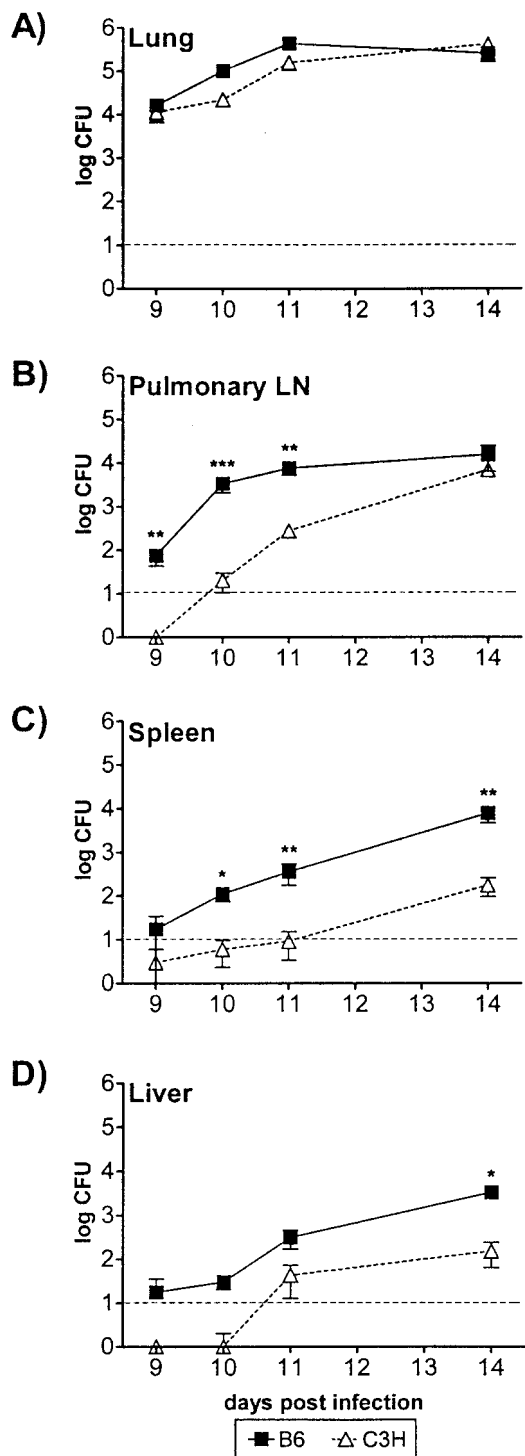 A) Lung
log CFU
6
5
4
3
2
1
0
9 10 11 12 13 14
B) Pulmonary LN
log CFU
6
5
4
3
2
1
0
** *** **
9 10 11 12 13 14
C) Spleen
log CFU
6
5
4
3
2
1
0
* ** **
9 10 11 12 13 14
D) Liver
log CFU
6
5
4
3
2
1
0
*
9 10 11 12 13 14
days post infection
B6 C3H